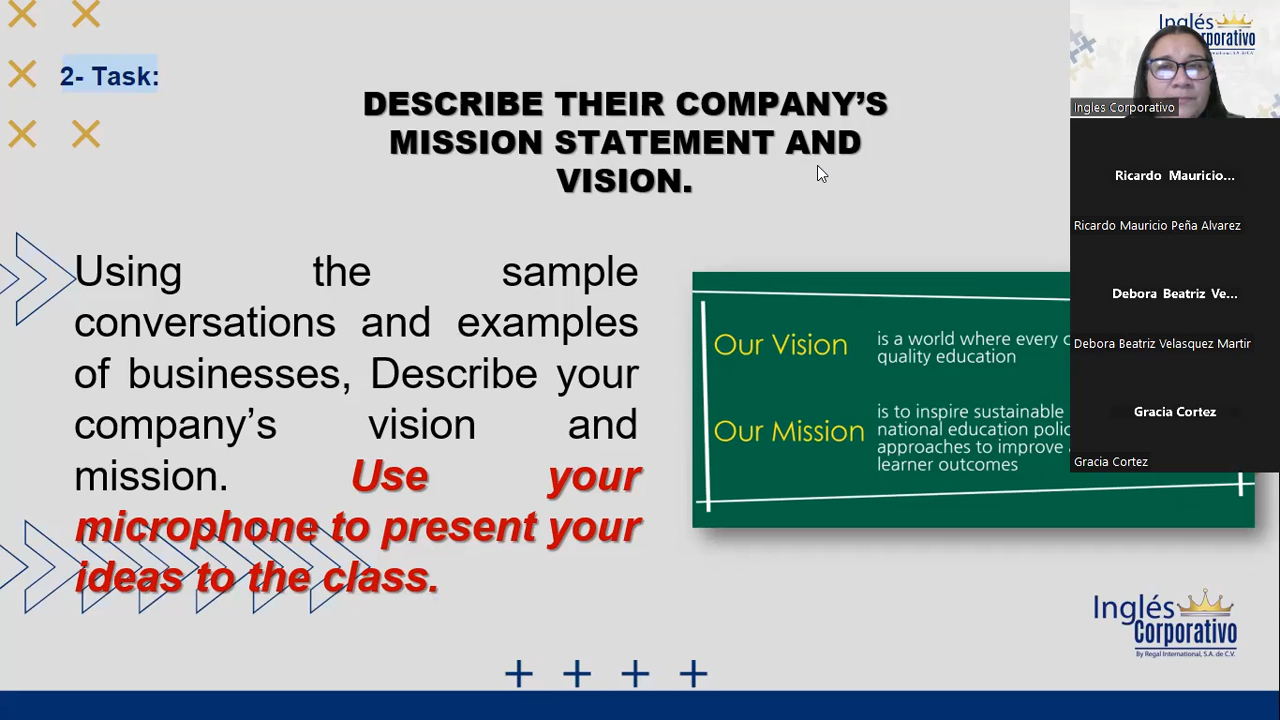 Inglés
Corporativo
2- Task:
Ingles Corporativo
DESCRIBE THEIR COMPANY’S
MISSION STATEMENT AND
VISION.
Ricardo Mauricio...
Ricardo Mauricio Peña Alvarez
Using the sample
conversations and examples
of businesses, Describe your
company’s vision and
mission. Use your
microphone to present your
ideas to the class.
Debora Beatriz Ve...
Debora Beatriz Velasquez Martir
Gracia Cortez
Gracia Cortez
Our Vision
is a world where every
quality education
Our Mission
is to inspire sustainable
national education
approaches to improve
learner outcomes
Inglés
Corporativo
By Regal International, S.A. de C.V.